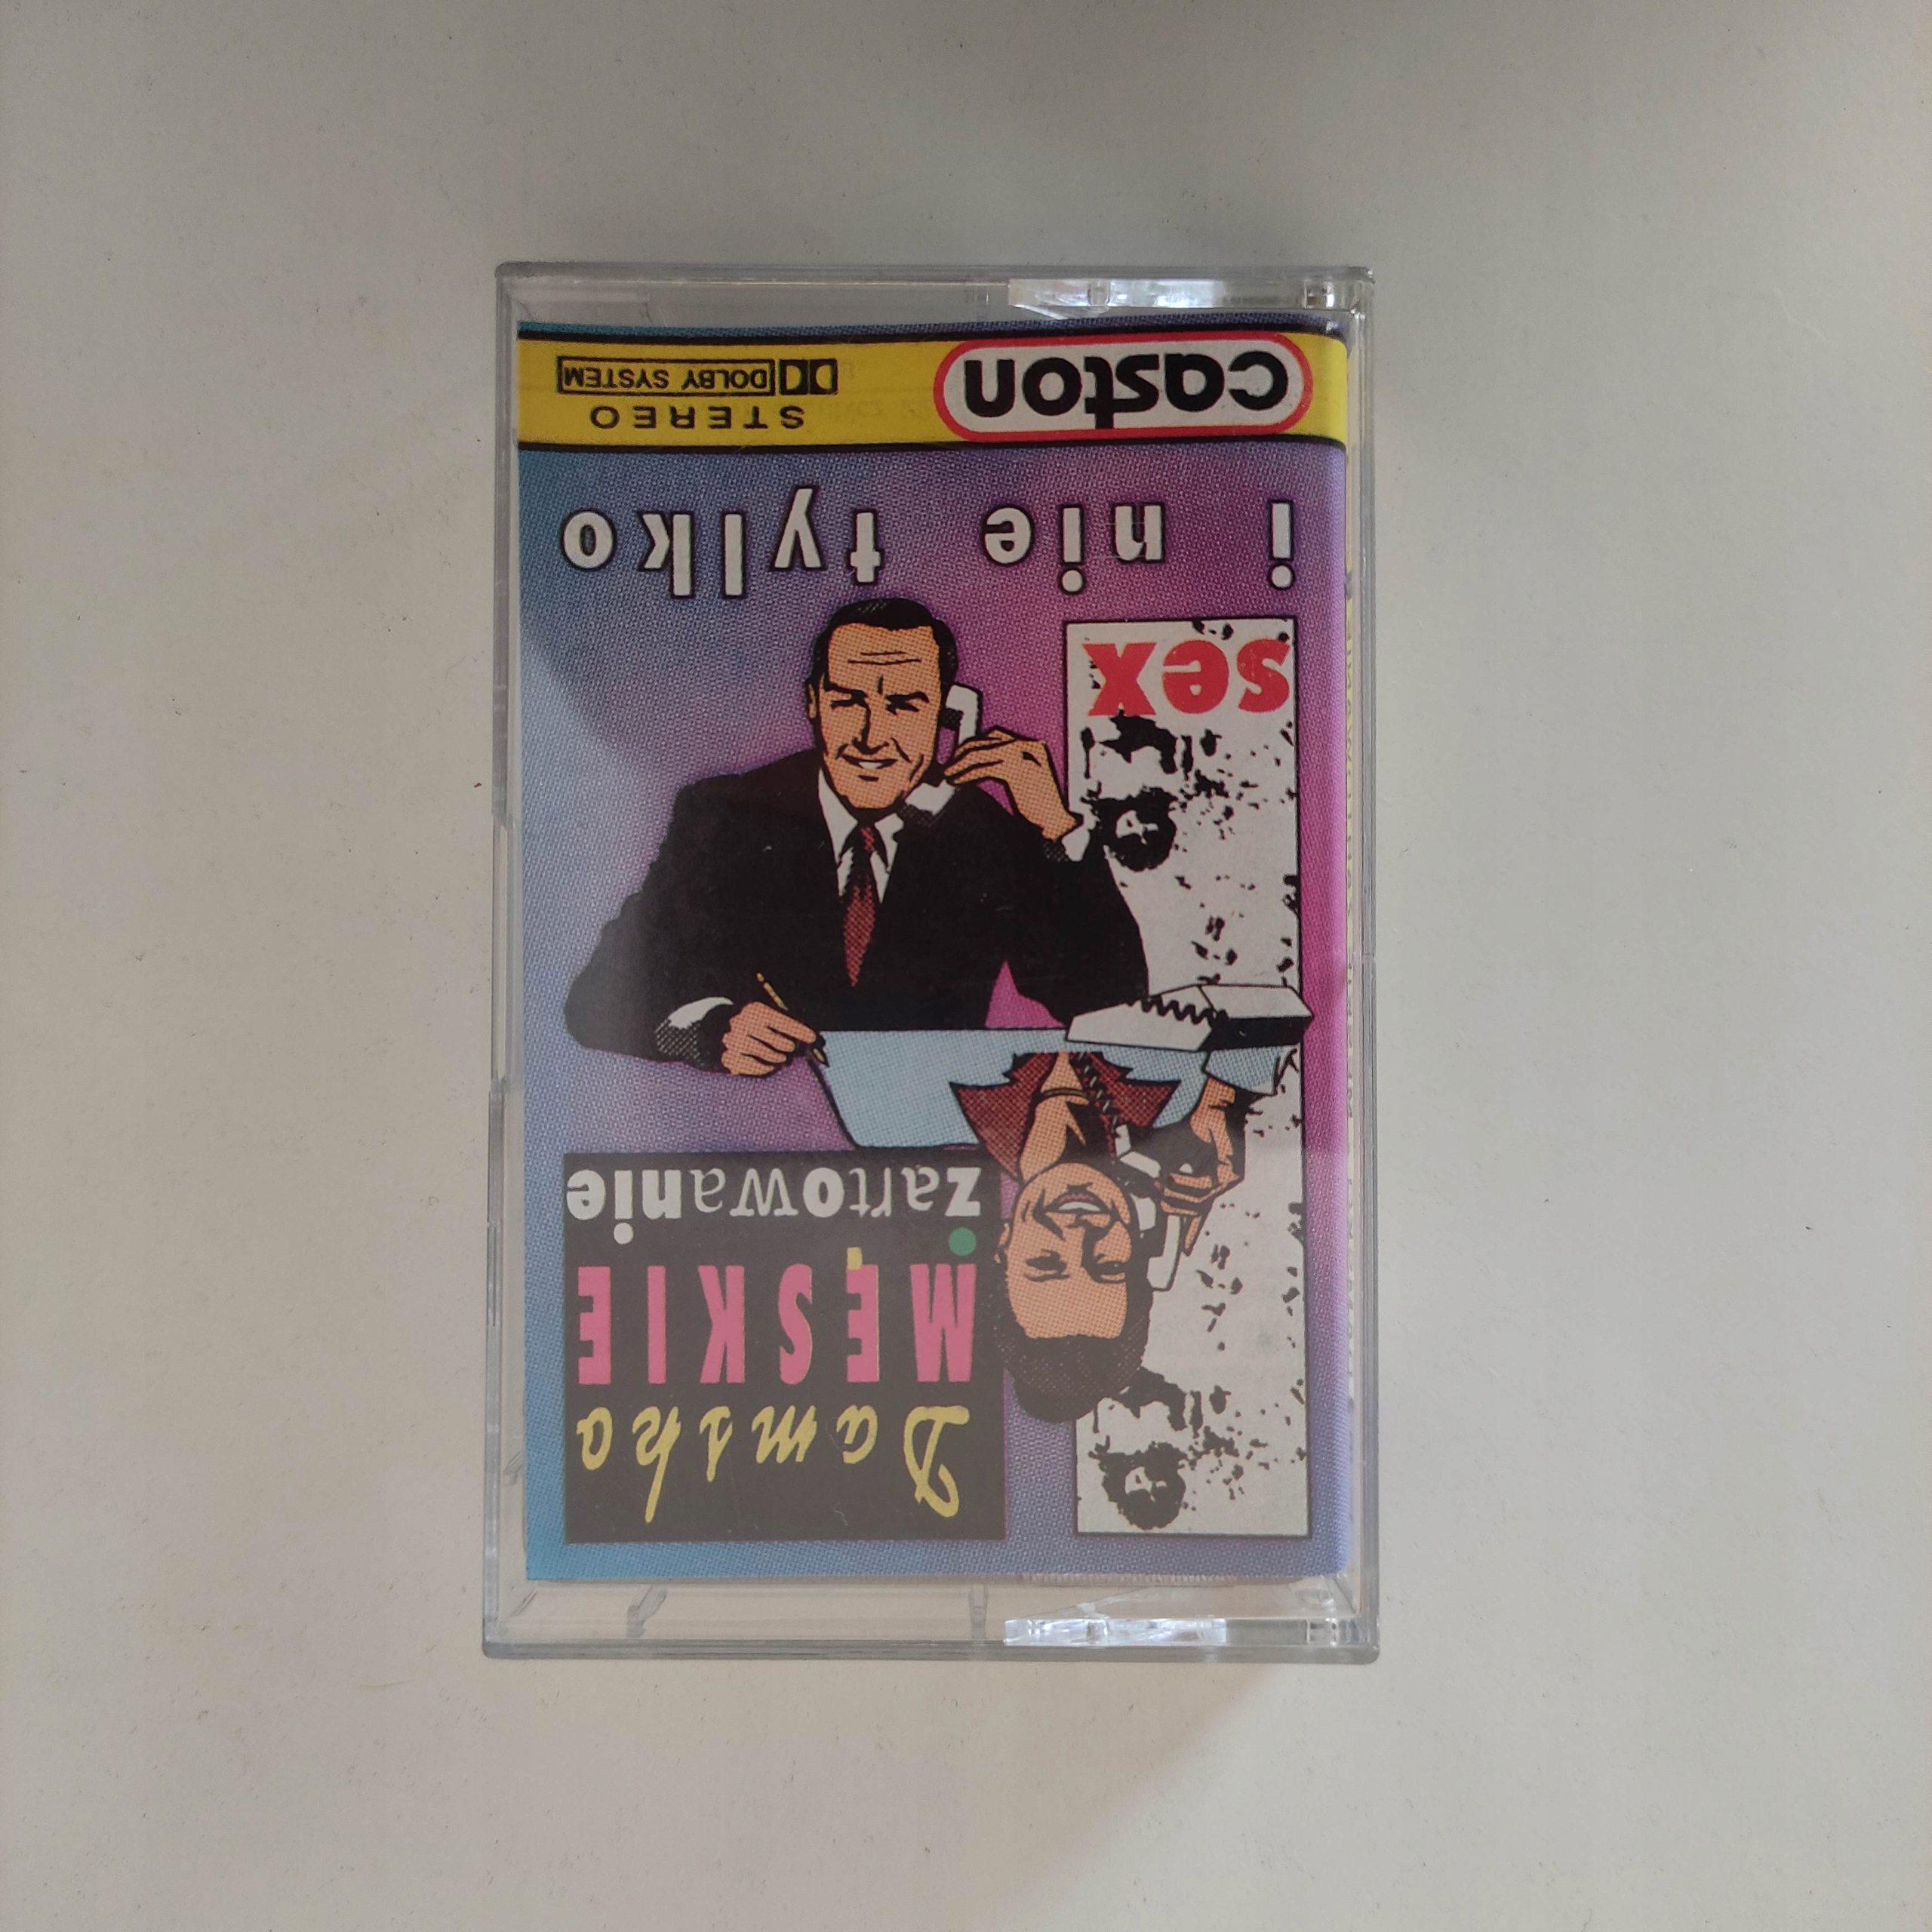 Damsko
MĘSKIE
żartowanie
sex
i nie tylko
caston
STEREO
DOLBY SYSTEM